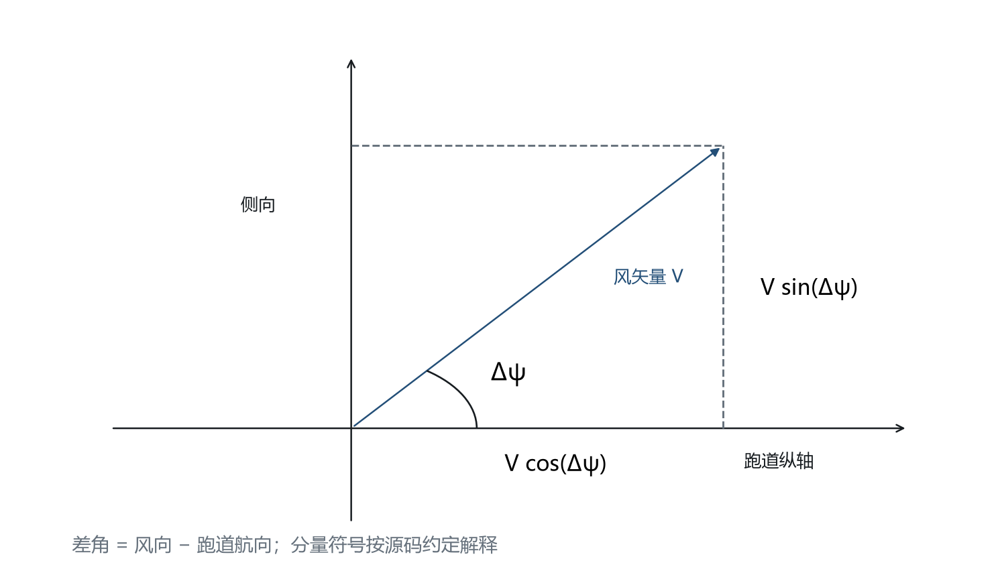 侧向
风矢量 V
V sin(Δψ)
Δψ
V cos(Δψ)
跑道纵轴
差角 = 风向 − 跑道航向；分量符号按源码约定解释